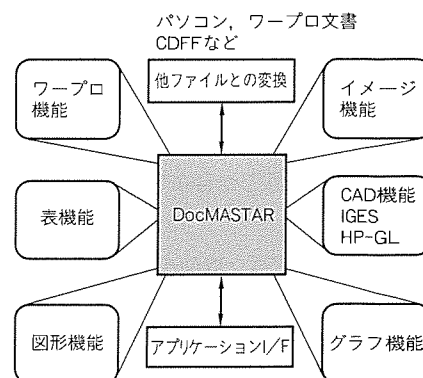 パソコン，ワープロ文書
CDFFなど
他ファイルとの変換
ワープロ
機能
イメージ
機能
表機能
DocMASTAR
CAD機能
IGES
HP-GL
図形機能
アプリケーションI/F
グラフ機能